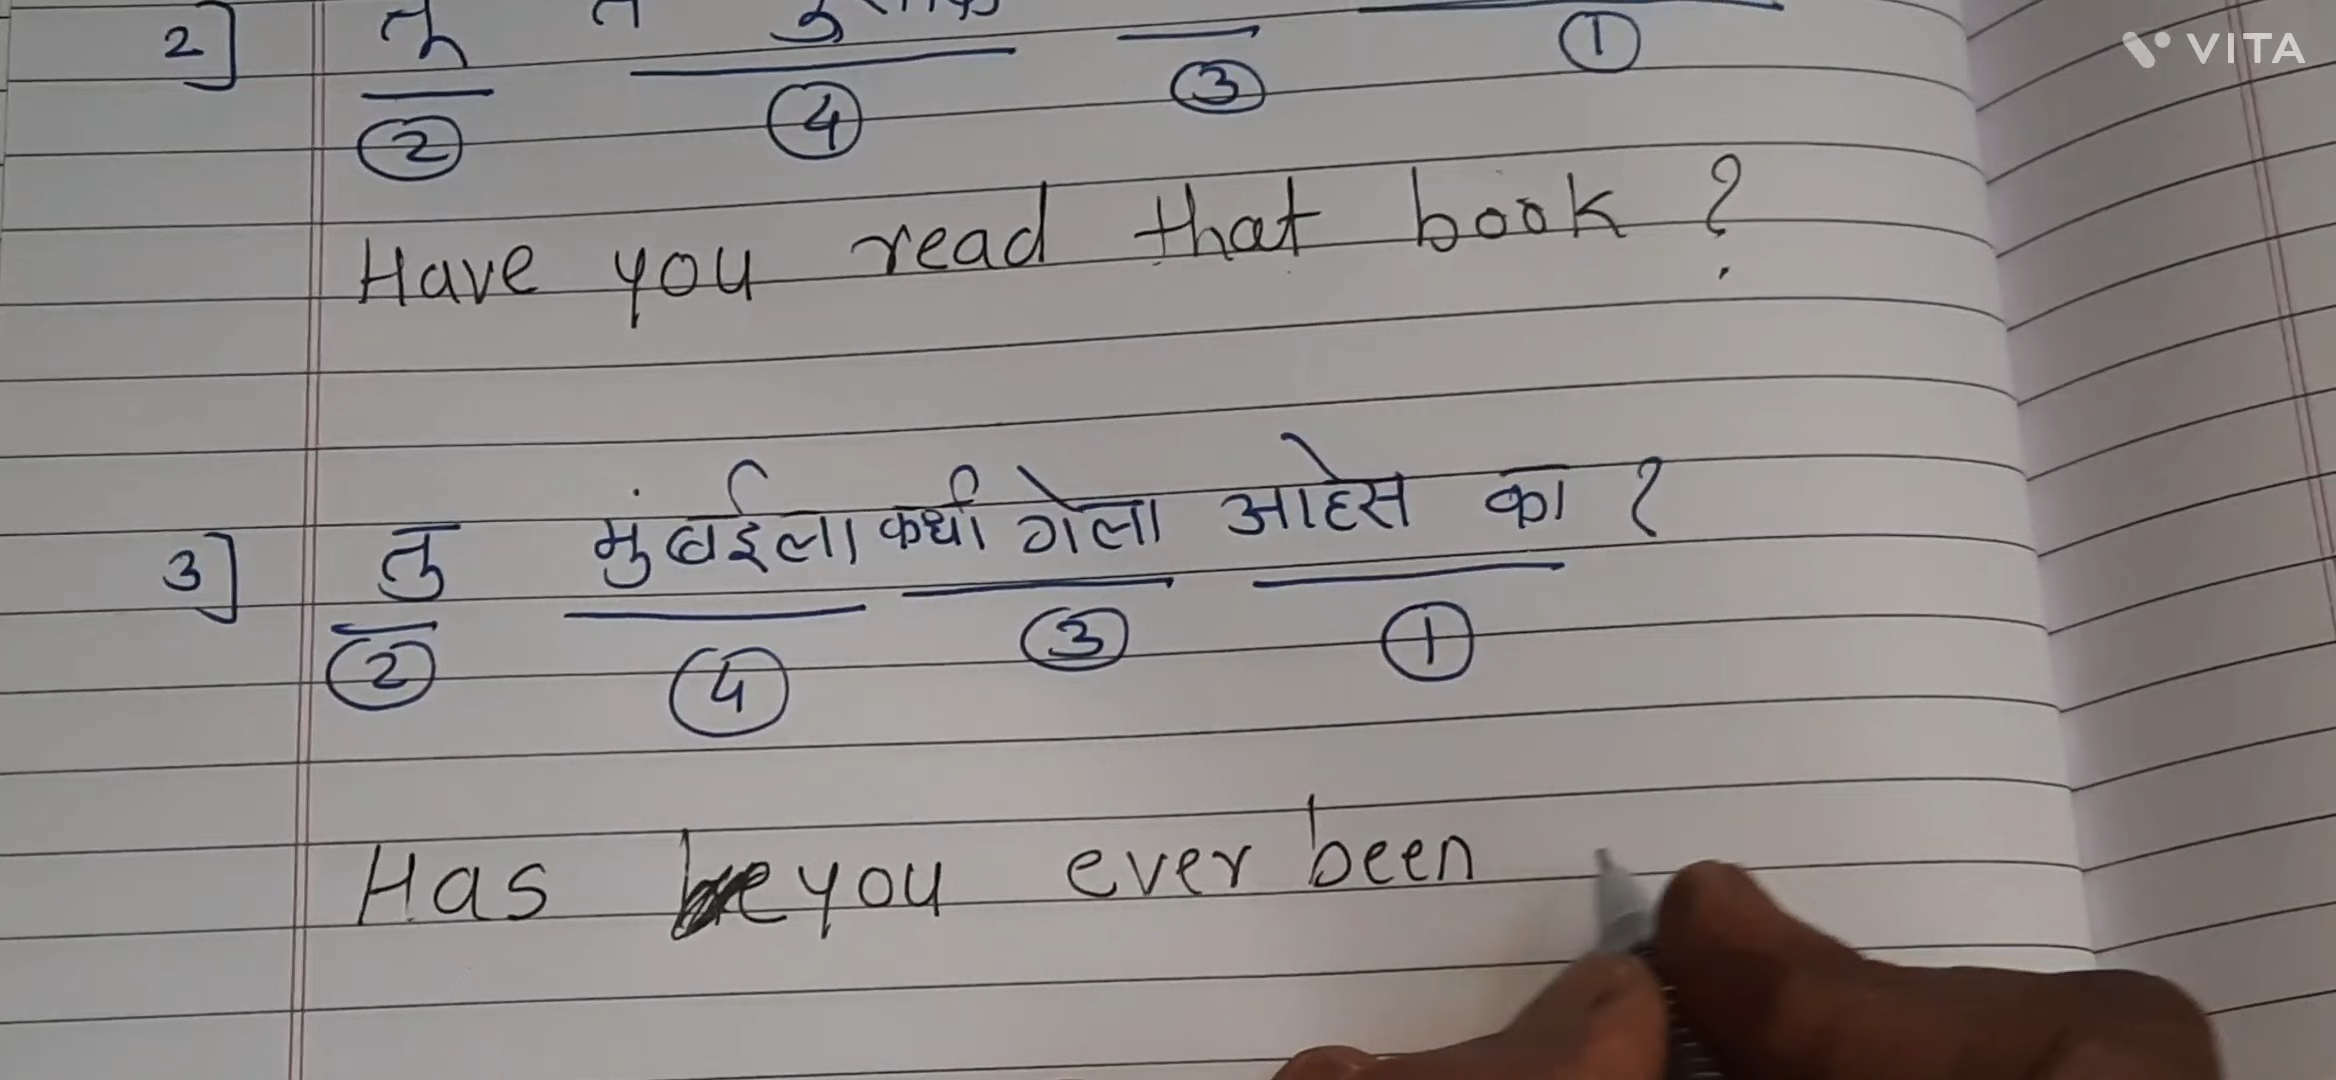 VITA
2] तू
② ④ ③ ①
Have you read that book ?
3] तु मुंबईला कधी गेला आहेस का ?
② ④ ③ ①
Has you ever been